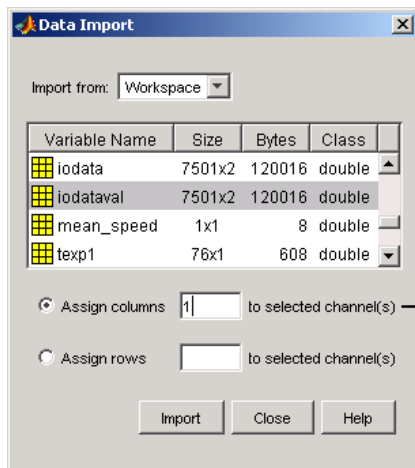 Data Import
Import from: Workspace
Variable Name Size Bytes Class
iodata 7501x2 120016 double
iodataval 7501x2 120016 double
mean_speed 1x1 8 double
texp1 76x1 608 double
Assign columns 1 to selected channel(s)
Assign rows to selected channel(s)
Import Close Help